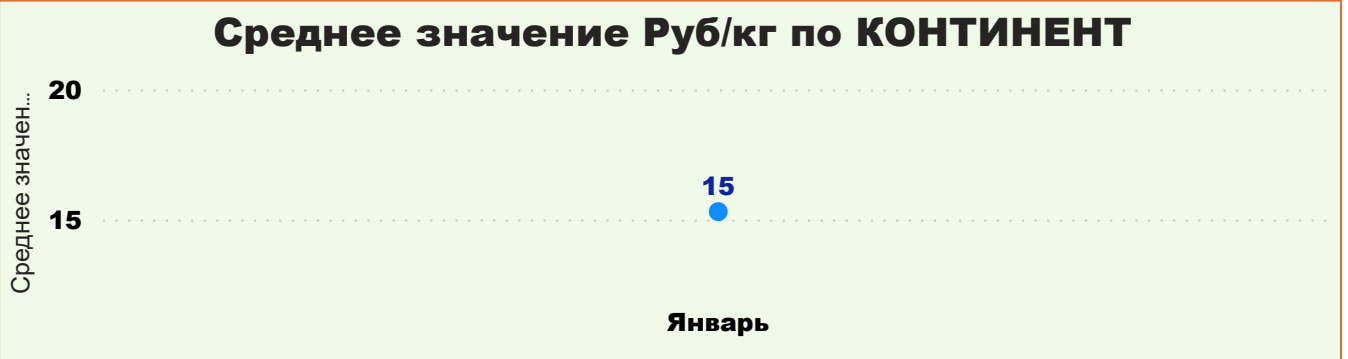 Среднее значение Руб/кг по КОНТИНЕНТ
Среднее значен...
20
15
15
Январь